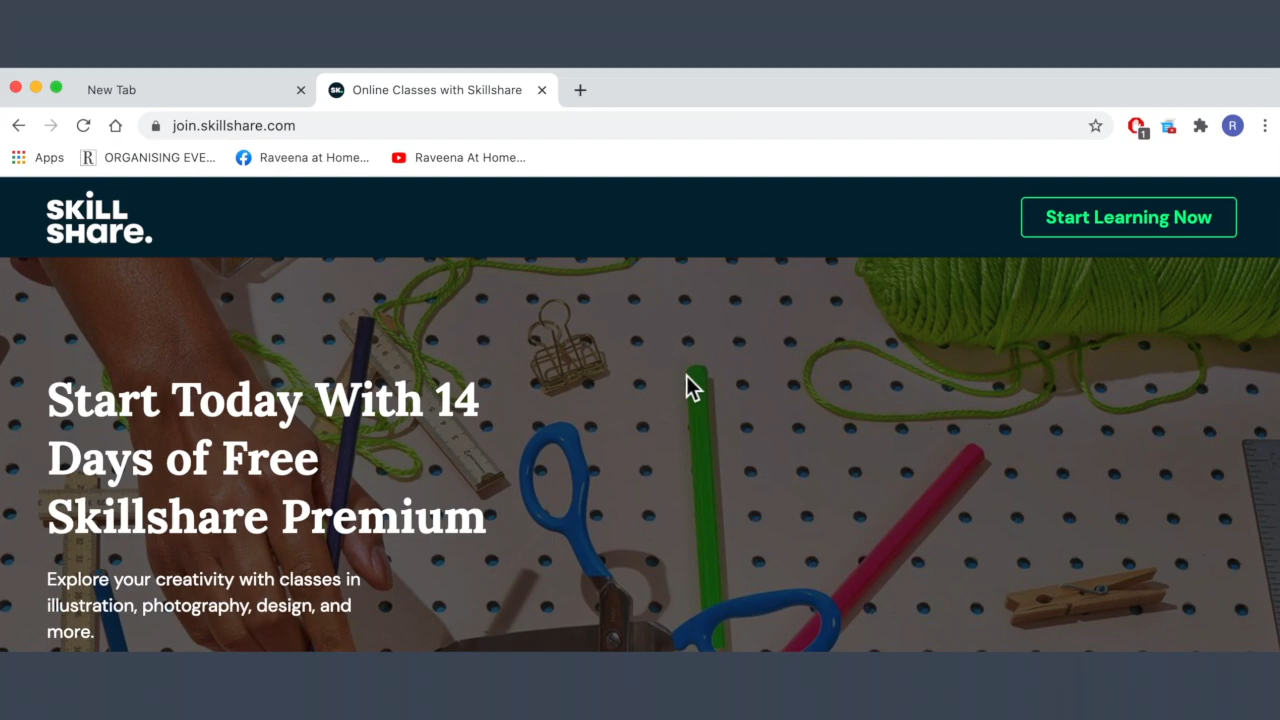 New Tab
Online Classes with Skillshare
join.skillshare.com
1
R
Apps
R
ORGANISING EVE...
Raveena at Home...
Raveena At Home...
SK.
SKILL
SHare.
Start Learning Now
Start Today With 14
Days of Free
Skillshare Premium
Explore your creativity with classes in
illustration, photography, design, and
more.